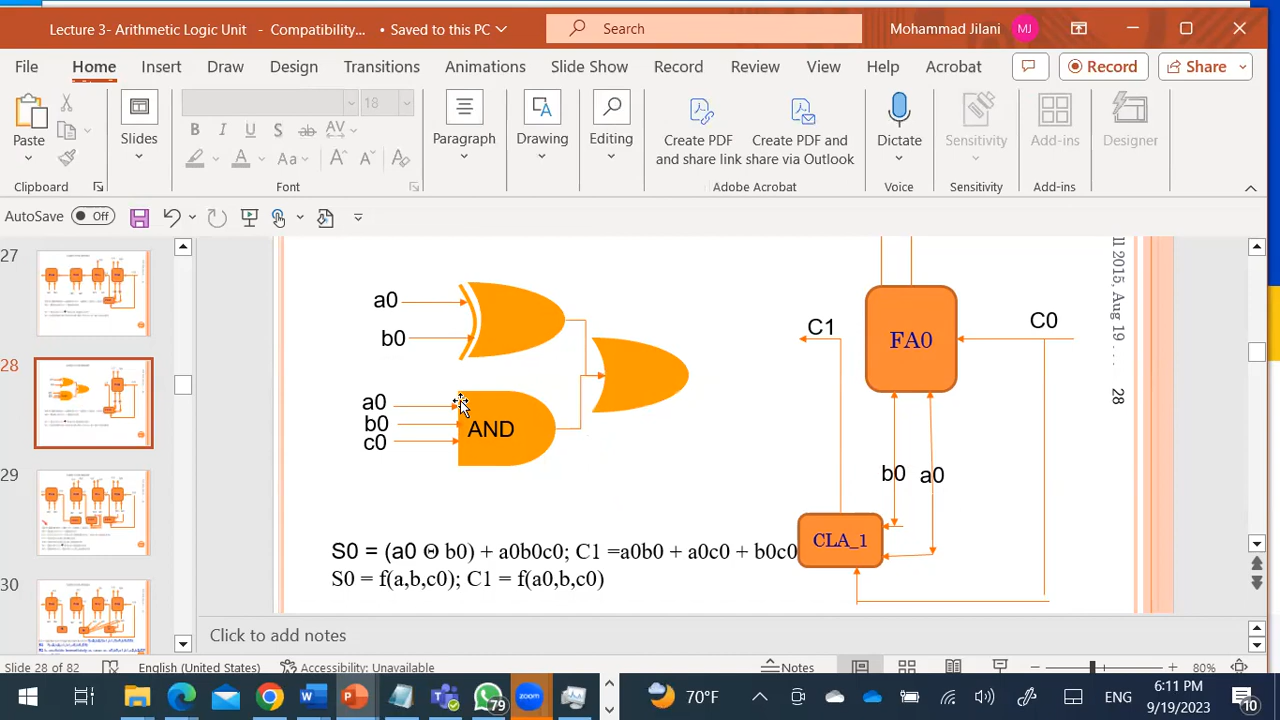 Lecture 3- Arithmetic Logic Unit - Compatibility... • Saved to this PC
Search
Mohammad Jilani MJ
File Home Insert Draw Design Transitions Animations Slide Show Record Review View Help Acrobat Record Share
18
Paste Slides Paragraph Drawing Editing Create PDF and share link Create PDF and share via Outlook Dictate Sensitivity Add-ins Designer
Clipboard Font Adobe Acrobat Voice Sensitivity Add-ins
AutoSave Off
27
28
29
30
a0
b0
a0
b0
c0
AND
C1
FA0
C0
b0 a0
CLA_1
ll 2015, Aug 19. . .
28
S0 = (a0 Θ b0) + a0b0c0; C1 =a0b0 + a0c0 + b0c0
S0 = f(a,b,c0); C1 = f(a0,b,c0)
Click to add notes
Slide 28 of 82 English (United States) Accessibility: Unavailable Notes 80%
79 zoom 70°F ENG 6:11 PM
9/19/2023 10